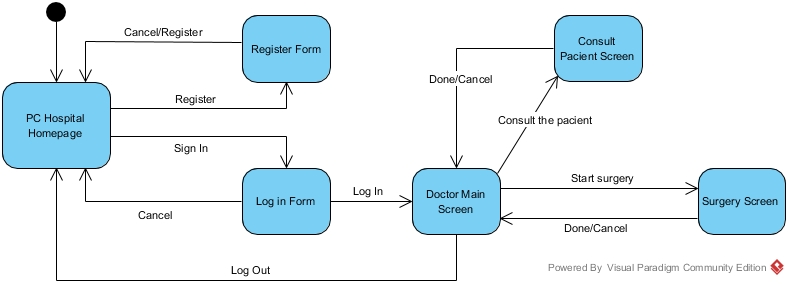 Cancel/Register
Register Form
Consult
Pacient Screen
Done/Cancel
Register
PC Hospital
Homepage
Consult the pacient
Sign In
Log in Form
Log In
Doctor Main
Screen
Start surgery
Surgery Screen
Cancel
Done/Cancel
Log Out
Powered By Visual Paradigm Community Edition